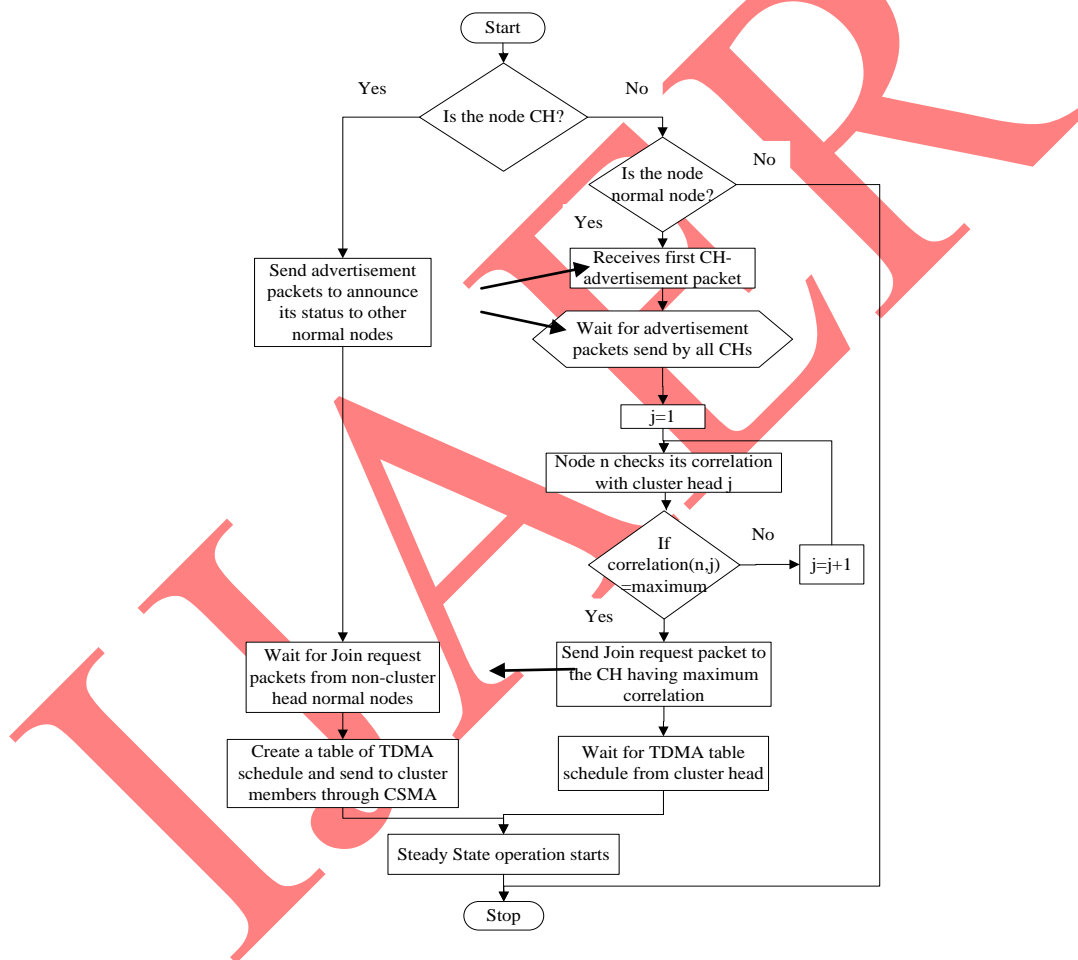 Start
Yes
No
Is the node CH?
No
Is the node
normal node?
Yes
Send advertisement
packets to announce
its status to other
normal nodes
Receives first CH-
advertisement packet
Wait for advertisement
packets send by all CHs
j=1
Node n checks its correlation
with cluster head j
If
correlation(n,j)
=maximum
No
j=j+1
Yes
Wait for Join request
packets from non-cluster
head normal nodes
Send Join request packet to
the CH having maximum
correlation
Create a table of TDMA
schedule and send to cluster
members through CSMA
Wait for TDMA table
schedule from cluster head
Steady State operation starts
Stop
IJAER